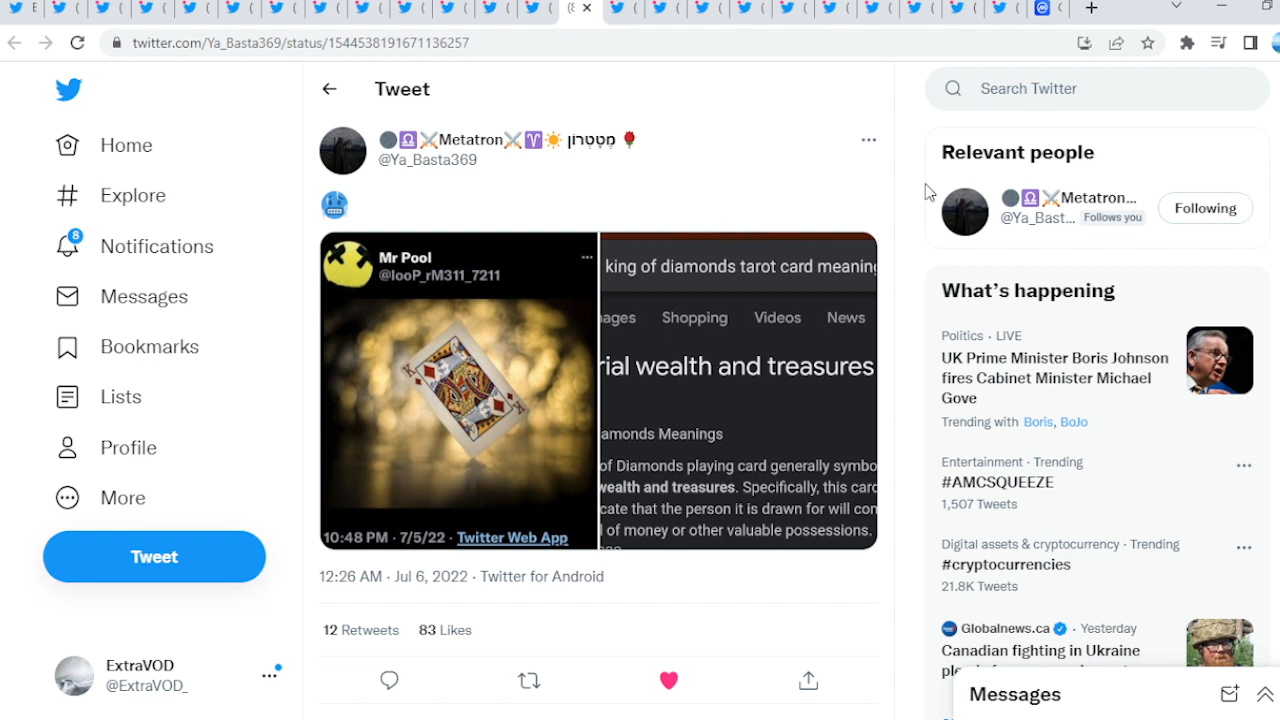 twitter.com/Ya_Basta369/status/1544538191671136257
Home
Explore
8
Notifications
Messages
Bookmarks
Lists
Profile
More
Tweet
ExtraVOD
@ExtraVOD_
Tweet
Metatron מְטַטְרוֹן
@Ya_Basta369
Mr Pool
@looP_rM311_7211
K
K
10:48 PM · 7/5/22 · Twitter Web App
king of diamonds tarot card meaning
ages Shopping Videos News
rial wealth and treasures
amonds Meanings
of Diamonds playing card generally symbo
wealth and treasures. Specifically, this card
cate that the person it is drawn for will con
l of money or other valuable possessions.
12:26 AM · Jul 6, 2022 · Twitter for Android
12 Retweets 83 Likes
Search Twitter
Relevant people
Metatron...
@Ya_Bast... Follows you
Following
What's happening
Politics · LIVE
UK Prime Minister Boris Johnson
fires Cabinet Minister Michael
Gove
Trending with Boris, BoJo
Entertainment · Trending
#AMCSQUEEZE
1,507 Tweets
Digital assets & cryptocurrency · Trending
#cryptocurrencies
21.8K Tweets
Globalnews.ca · Yesterday
Canadian fighting in Ukraine
Messages